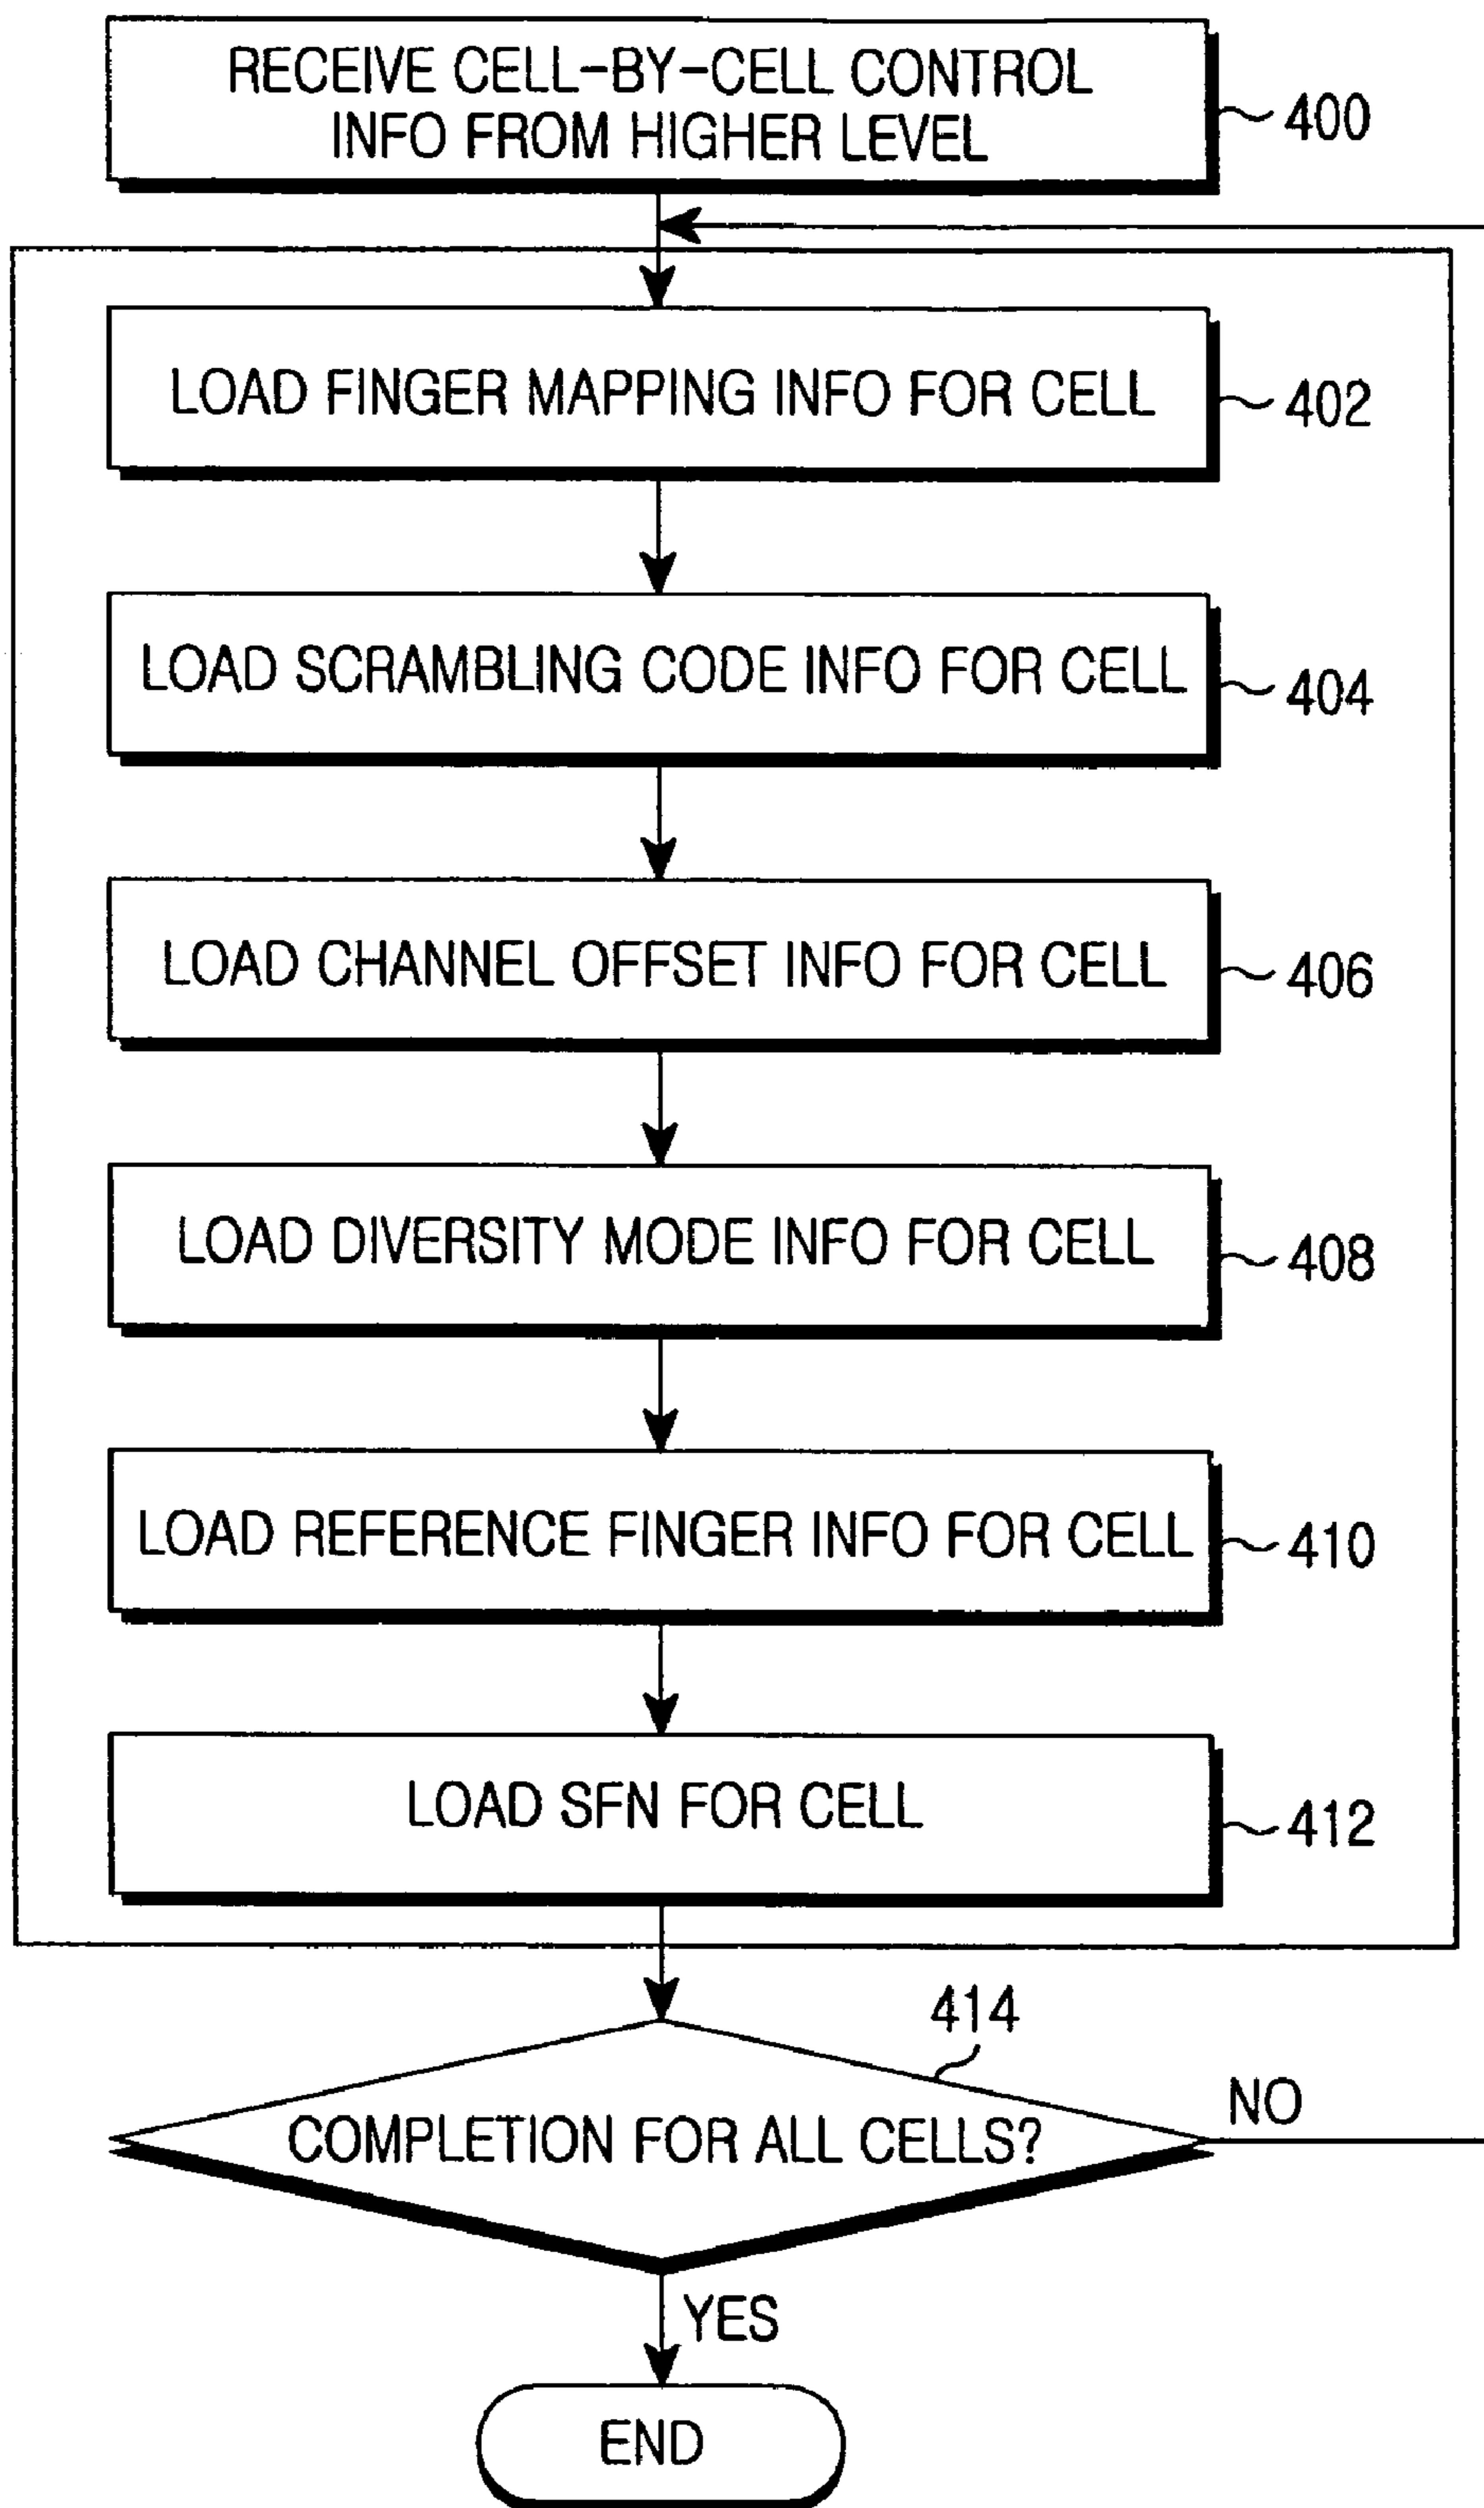 RECEIVE CELL-BY-CELL CONTROL
INFO FROM HIGHER LEVEL
400
LOAD FINGER MAPPING INFO FOR CELL
402
LOAD SCRAMBLING CODE INFO FOR CELL
404
LOAD CHANNEL OFFSET INFO FOR CELL
406
LOAD DIVERSITY MODE INFO FOR CELL
408
LOAD REFERENCE FINGER INFO FOR CELL
410
LOAD SFN FOR CELL
412
414
COMPLETION FOR ALL CELLS?
NO
YES
END